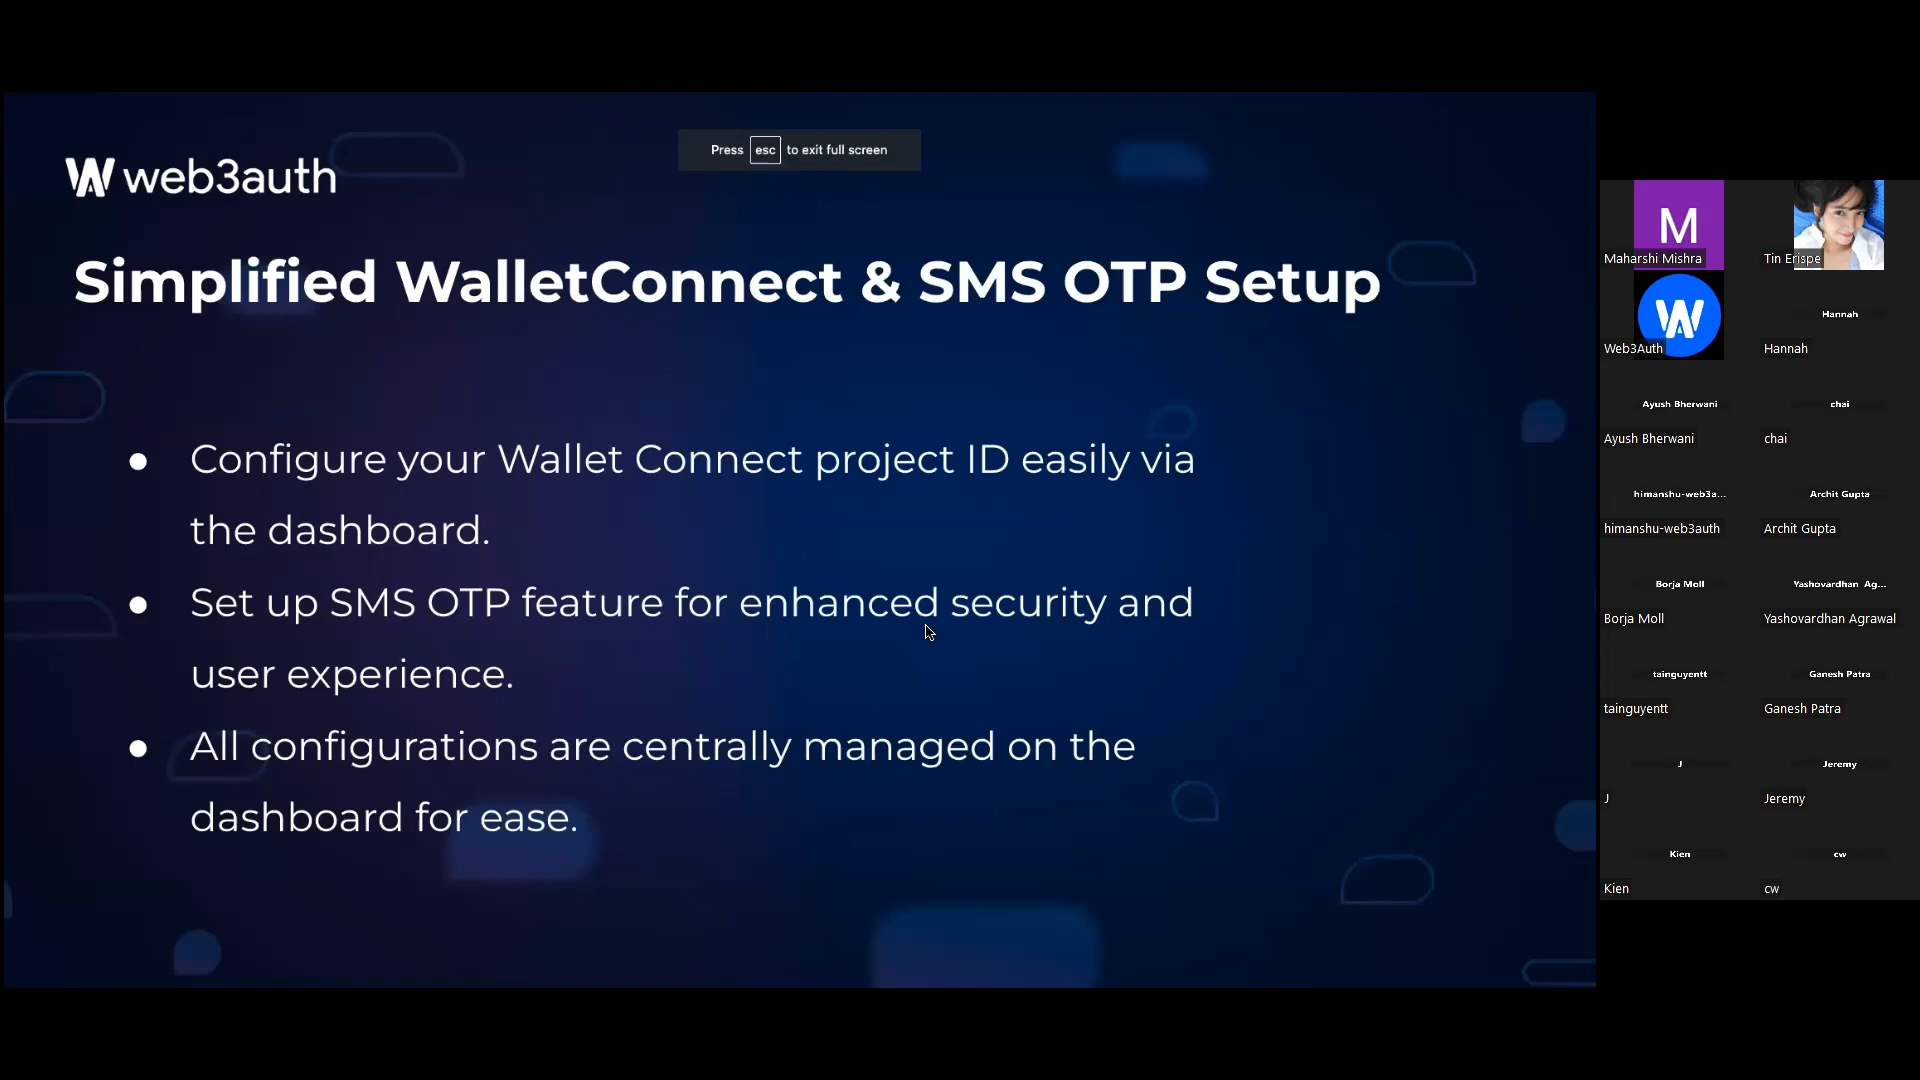 Press esc to exit full screen
web3auth
Simplified WalletConnect & SMS OTP Setup
● Configure your Wallet Connect project ID easily via
the dashboard.
● Set up SMS OTP feature for enhanced security and
user experience.
● All configurations are centrally managed on the
dashboard for ease.
M
Maharshi Mishra
Tin Erispe
W
Web3Auth
Hannah
Hannah
Ayush Bherwani
Ayush Bherwani
chai
chai
himanshu-web3a...
himanshu-web3auth
Archit Gupta
Archit Gupta
Borja Moll
Borja Moll
Yashovardhan Ag...
Yashovardhan Agrawal
tainguyentt
tainguyentt
Ganesh Patra
Ganesh Patra
J
J
Jeremy
Jeremy
Kien
Kien
cw
cw